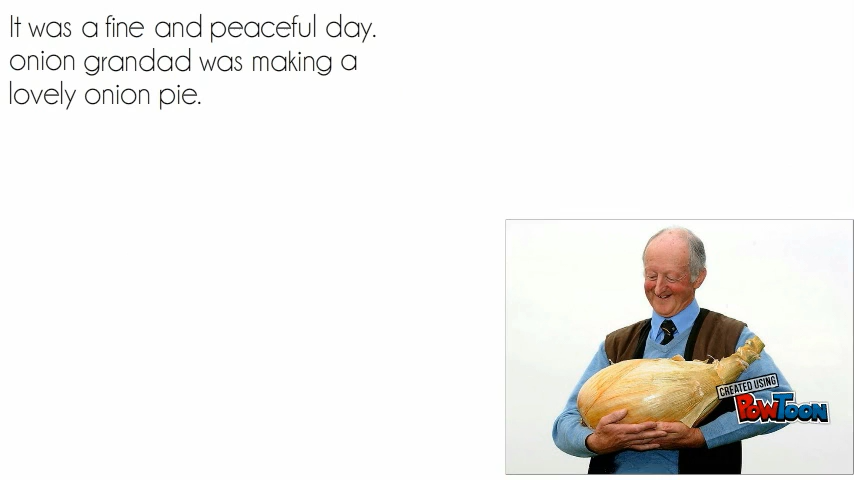 It was a fine and peaceful day.
onion grandad was making a
lovely onion pie.
CREATED USING
POWTOON